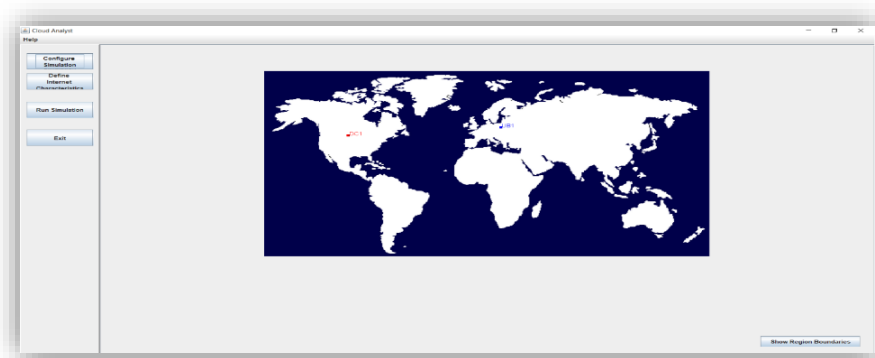 Cloud Analyst
Help
Configure
Simulation
Define
Internet
Characteristics
Run Simulation
Exit
DC1
UB1
Show Region Boundaries